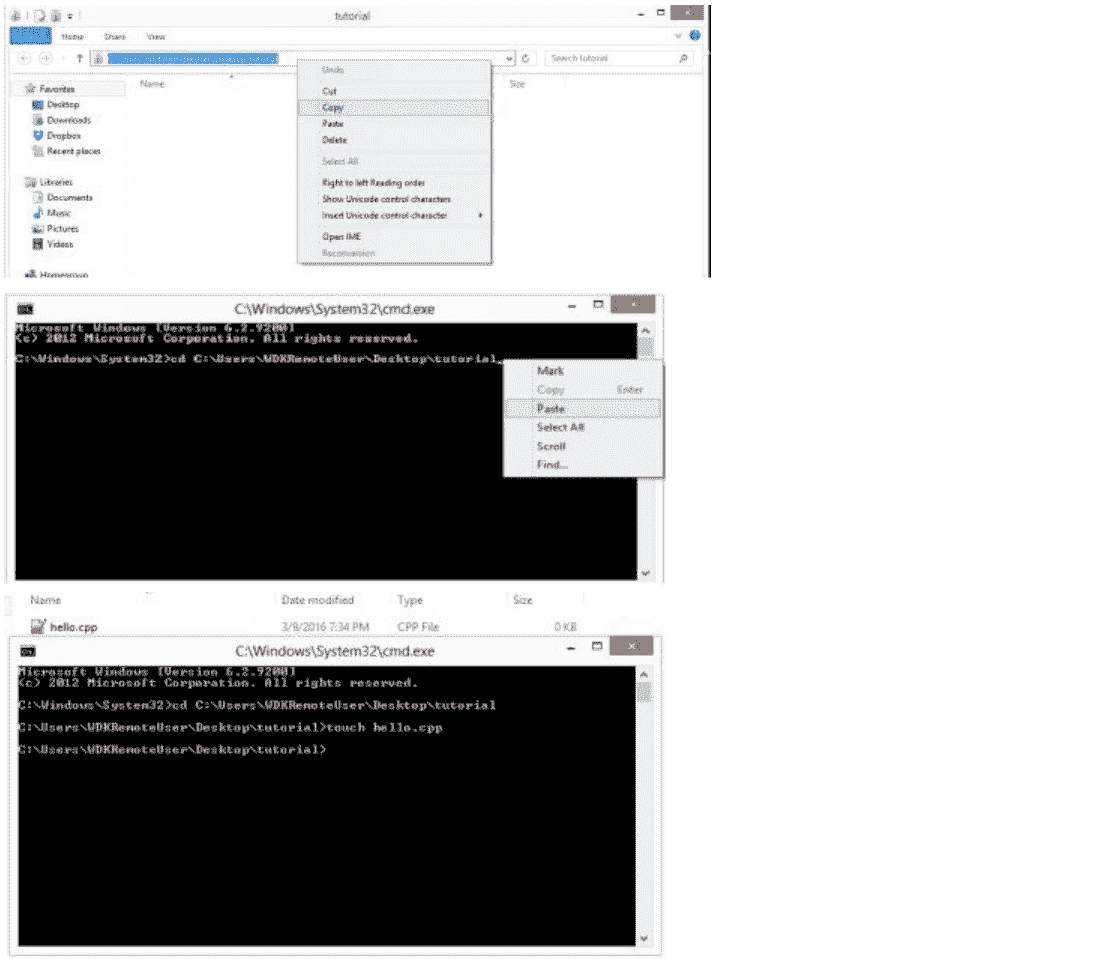 tutorial
Home Share View
Search tutorial
Name Size
Undo
Cut
Copy
Paste
Delete
Select All
Right to left Reading order
Show Unicode control characters
Insert Unicode control character
Open IME
Reconversion
Favorites
Desktop
Downloads
Dropbox
Recent places
Libraries
Documents
Music
Pictures
Videos
Homegroup
C:\Windows\System32\cmd.exe
Microsoft Windows [Version 6.2.9200]
(c) 2012 Microsoft Corporation. All rights reserved.
C:\Windows\System32>cd C:\Users\WDKRemoteUser\Desktop\tutorial
Mark
Copy Enter
Paste
Select All
Scroll
Find...
Name Date modified Type Size
hello.cpp 3/8/2016 7:34 PM CPP File 0 KB
C:\Windows\System32\cmd.exe
Microsoft Windows [Version 6.2.9200]
(c) 2012 Microsoft Corporation. All rights reserved.
C:\Windows\System32>cd C:\Users\WDKRemoteUser\Desktop\tutorial
C:\Users\WDKRemoteUser\Desktop\tutorial>touch hello.cpp
C:\Users\WDKRemoteUser\Desktop\tutorial>